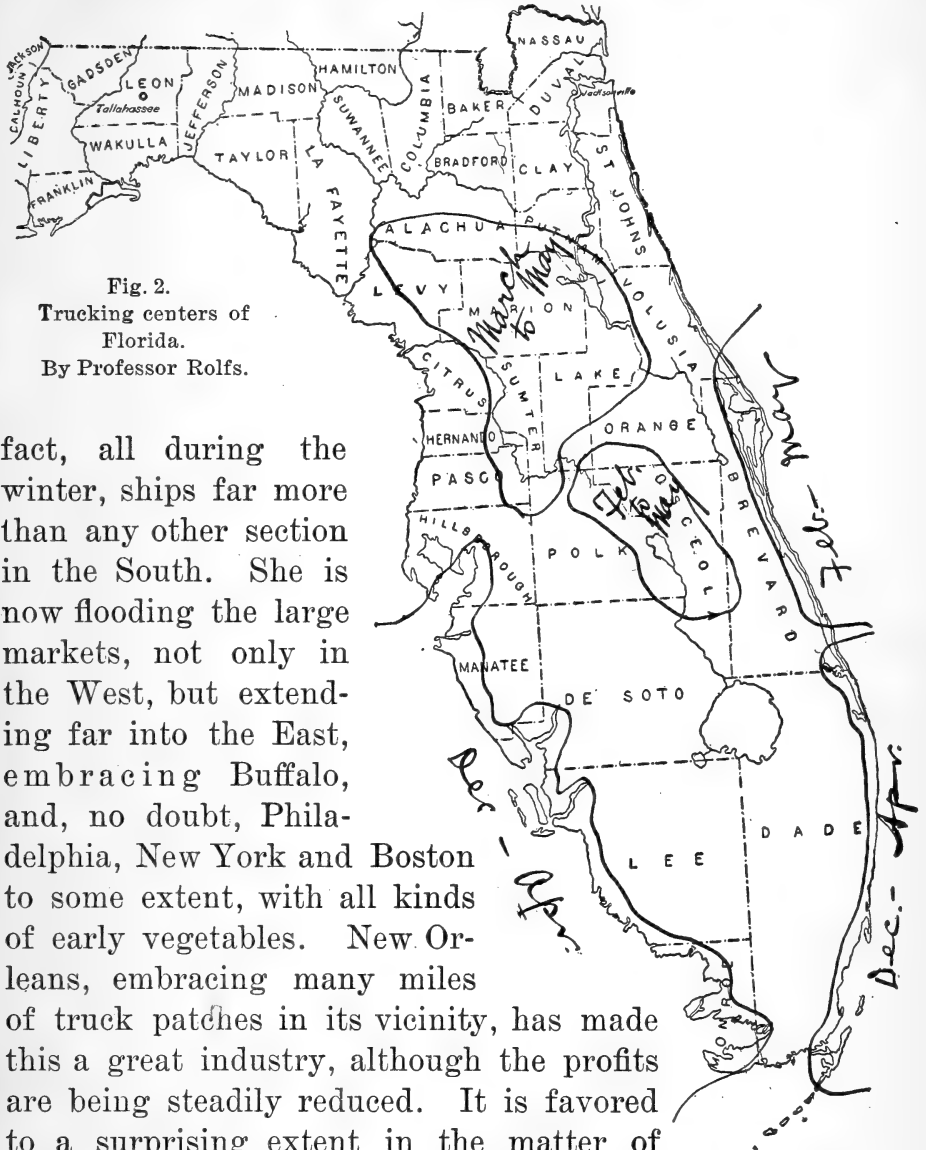 NASSAU
JACKSON
GADSDEN
HAMILTON
DUVAL
CALHOUN
LEON
JEFFERSON
MADISON
COLUMBIA
BAKER
Jacksonville
LIBERTY
Tallahassee
SUWANNEE
WAKULLA
TAYLOR
LA FAYETTE
BRADFORD
CLAY
ST JOHNS
FRANKLIN
ALACHUA
PUTNAM
March to May
LEVY
MARION
VOLUSIA
Fig. 2.
Trucking centers of
Florida.
By Professor Rolfs.
CITRUS
SUMTER
LAKE
HERNANDO
ORANGE
PASCO
Feb. to May
OSCEOL
BREVARD
Feb. — May
HILLSBOROUGH
POLK
MANATEE
DE SOTO
Dec — Apr.
LEE
DADE
Dec. — Apr.
MONROE
fact, all during the
winter, ships far more
than any other section
in the South. She is
now flooding the large
markets, not only in
the West, but extend-
ing far into the East,
embracing Buffalo,
and, no doubt, Phila-
delphia, New York and Boston
to some extent, with all kinds
of early vegetables. New Or-
leans, embracing many miles
of truck patches in its vicinity, has made
this a great industry, although the profits
are being steadily reduced. It is favored
to a surprising extent in the matter of